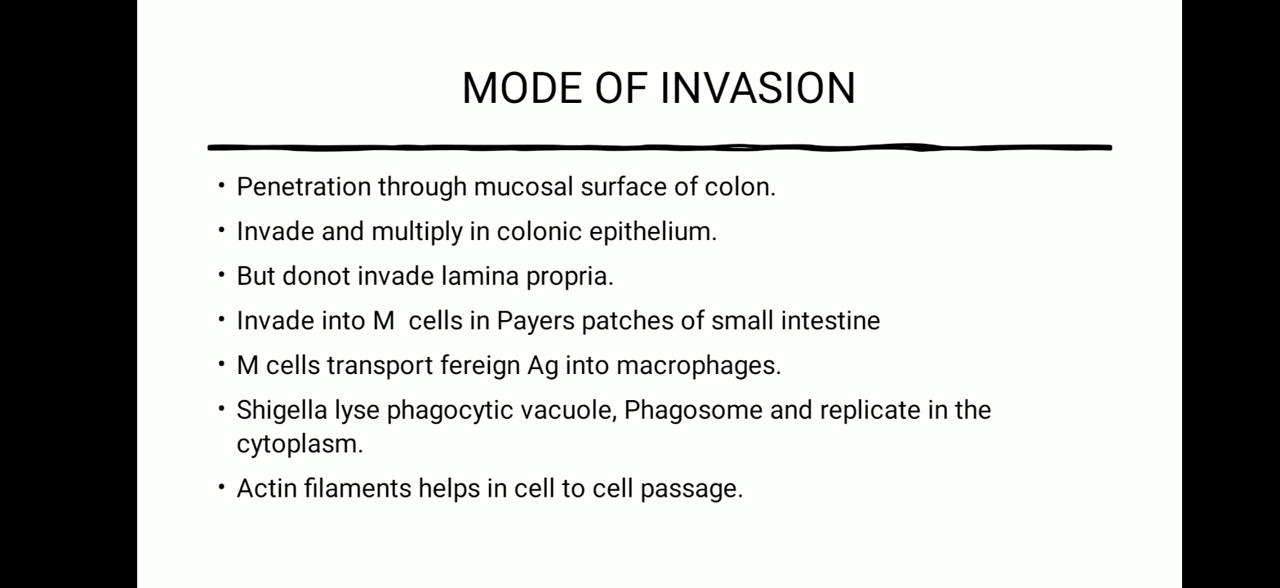 MODE OF INVASION
• Penetration through mucosal surface of colon.
• Invade and multiply in colonic epithelium.
• But donot invade lamina propria.
• Invade into M  cells in Payers patches of small intestine
• M cells transport fereign Ag into macrophages.
• Shigella lyse phagocytic vacuole, Phagosome and replicate in the
cytoplasm.
• Actin filaments helps in cell to cell passage.